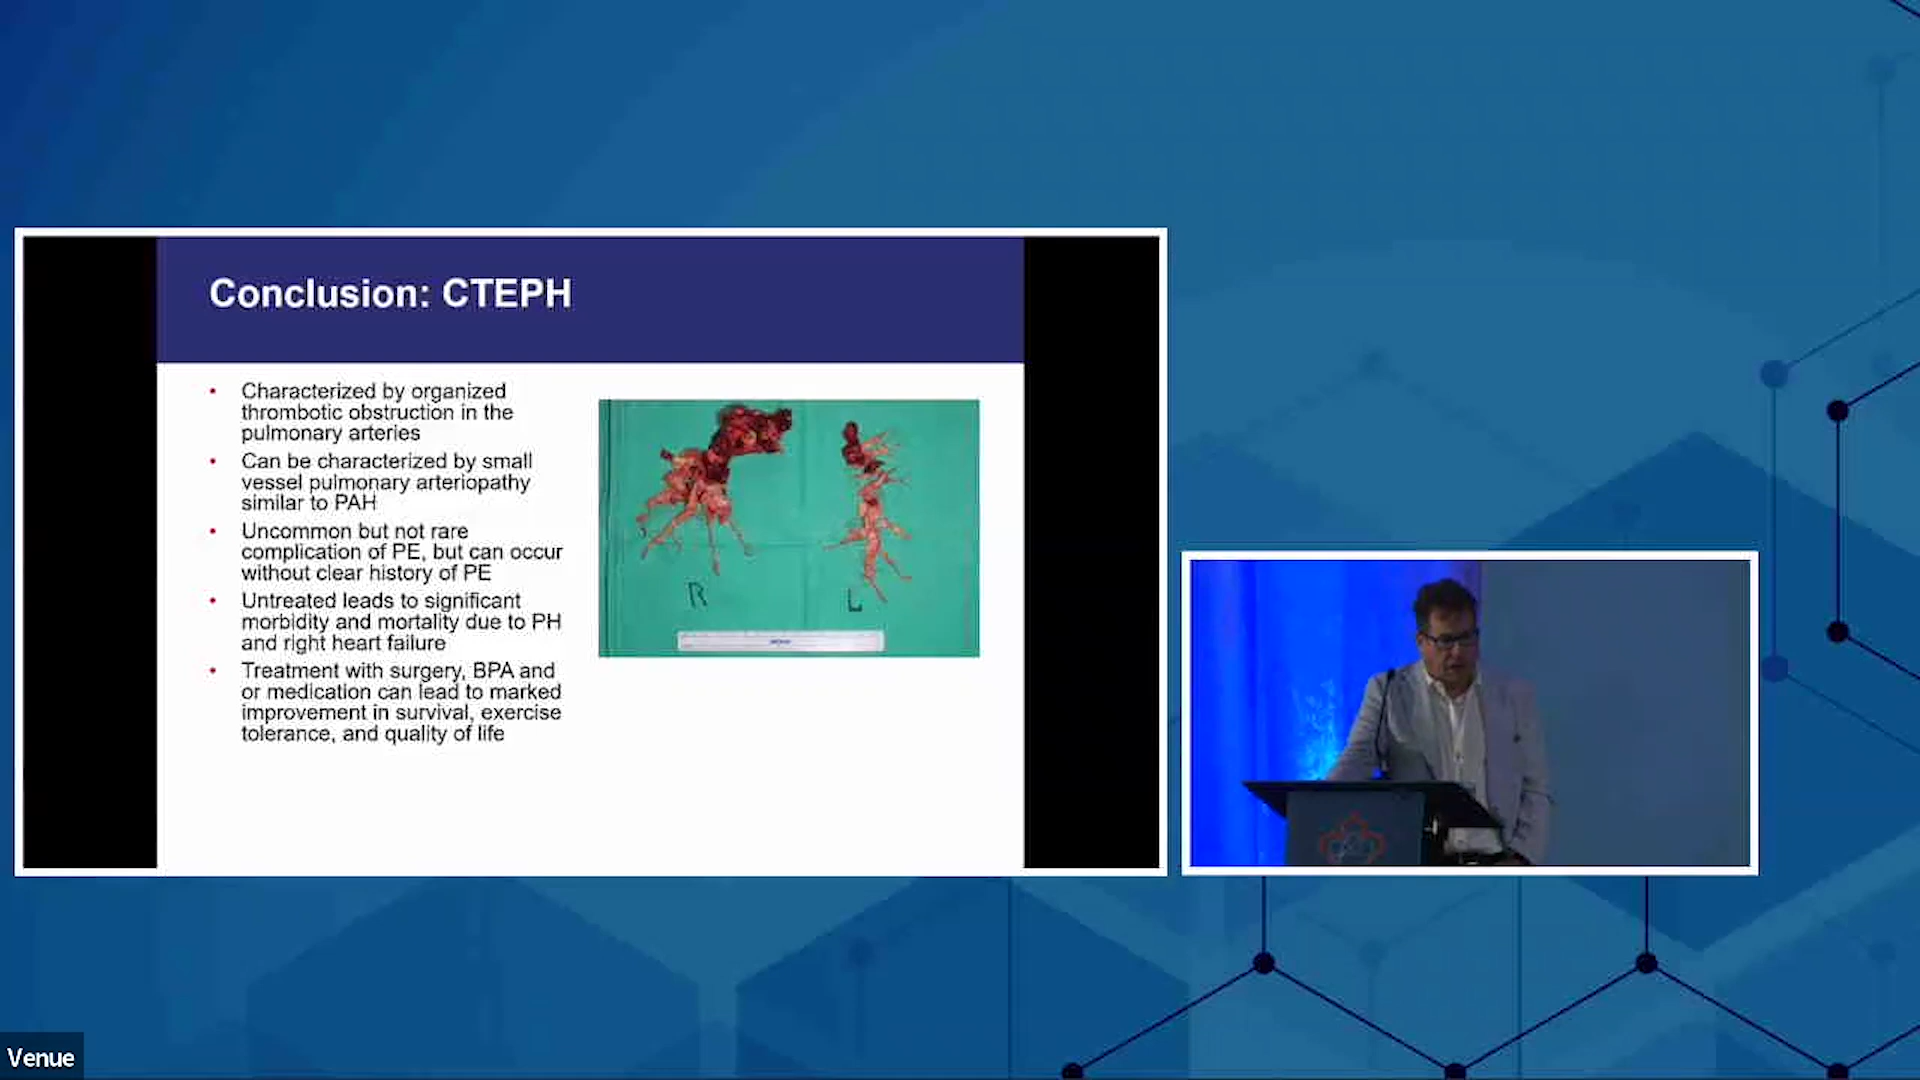 Conclusion: CTEPH
• Characterized by organized
thrombotic obstruction in the
pulmonary arteries
• Can be characterized by small
vessel pulmonary arteriopathy
similar to PAH
• Uncommon but not rare
complication of PE, but can occur
without clear history of PE
• Untreated leads to significant
morbidity and mortality due to PH
and right heart failure
• Treatment with surgery, BPA and
or medication can lead to marked
improvement in survival, exercise
tolerance, and quality of life
R
L
Venue